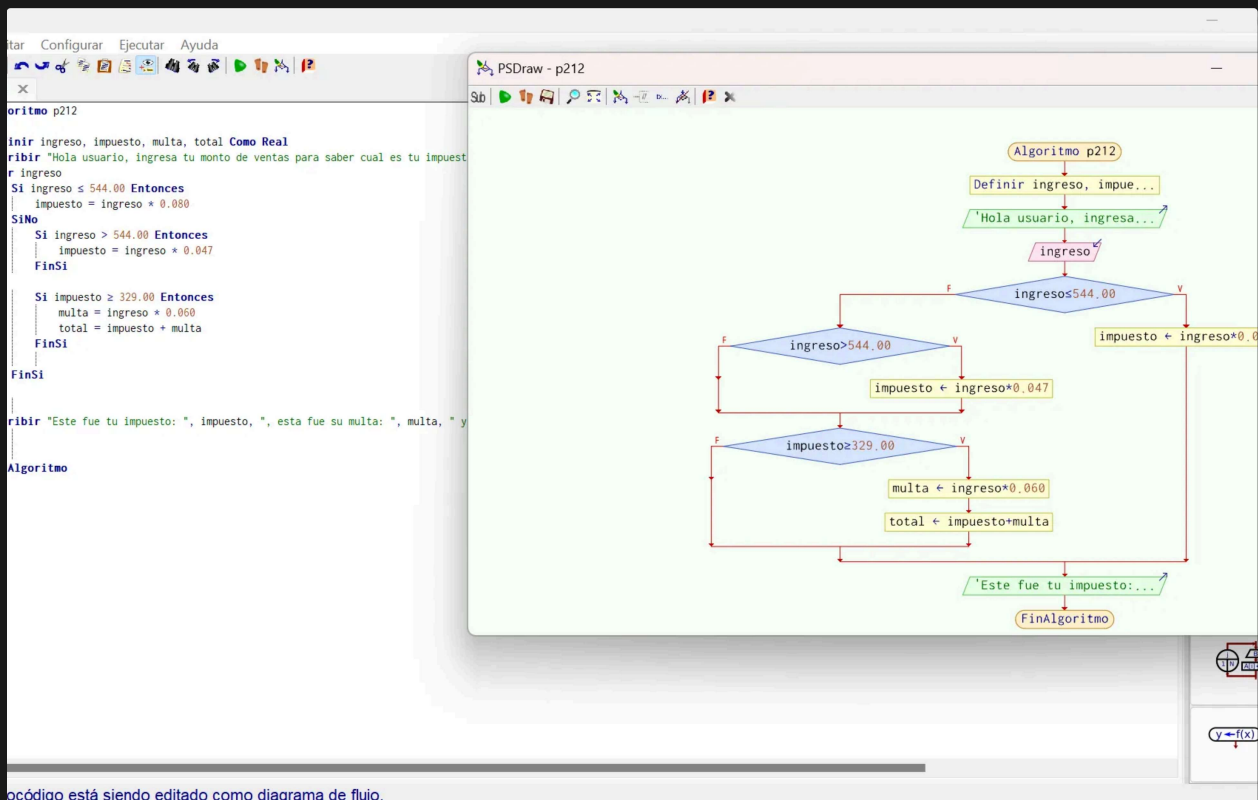 itar Configurar Ejecutar Ayuda
oritmo p212
inir ingreso, impuesto, multa, total Como Real
ribir "Hola usuario, ingresa tu monto de ventas para saber cual es tu impuest
r ingreso
Si ingreso ≤ 544.00 Entonces
impuesto = ingreso * 0.080
SiNo
Si ingreso > 544.00 Entonces
impuesto = ingreso * 0.047
FinSi
Si impuesto ≥ 329.00 Entonces
multa = ingreso * 0.060
total = impuesto + multa
FinSi
FinSi
ribir "Este fue tu impuesto: ", impuesto, ", esta fue su multa: ", multa, " y
Algoritmo
PSDraw - p212
Sub
Algoritmo p212
Definir ingreso, impue...
'Hola usuario, ingresa...
ingreso
F
ingreso≤544.00
V
impuesto ← ingreso*0.0
F
ingreso>544.00
V
impuesto ← ingreso*0.047
F
impuesto≥329.00
V
multa ← ingreso*0.060
total ← impuesto+multa
'Este fue tu impuesto:...
FinAlgoritmo
y←f(x)
ocódigo está siendo editado como diagrama de flujo.